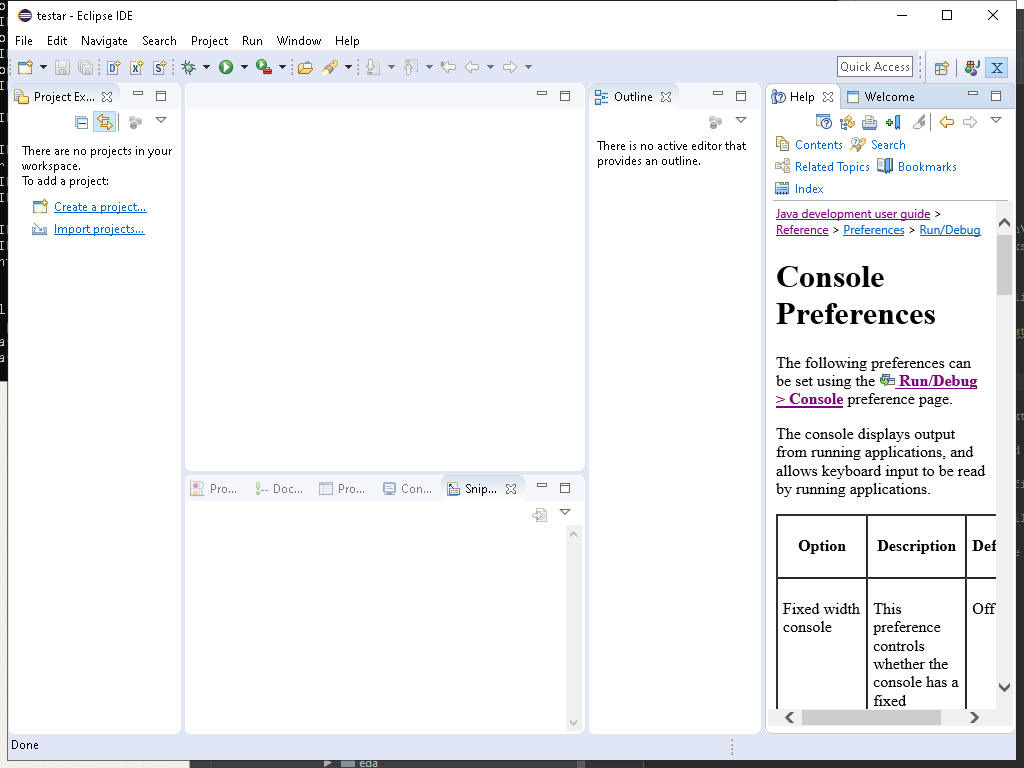 testar - Eclipse IDE
File Edit Navigate Search Project Run Window Help
Quick Access
Project Ex...
There are no projects in your
workspace.
To add a project:
Create a project...
Import projects...
Outline
There is no active editor that
provides an outline.
Help
Welcome
Contents Search
Related Topics Bookmarks
Index
Java development user guide >
Reference > Preferences > Run/Debug
Console
Preferences
The following preferences can
be set using the Run/Debug
> Console preference page.
The console displays output
from running applications, and
allows keyboard input to be read
by running applications.
Option Description Def
Fixed width
console
This
preference
controls
whether the
console has a
fixed
Off
Pro... Doc... Pro... Con... Snip...
Done
eda